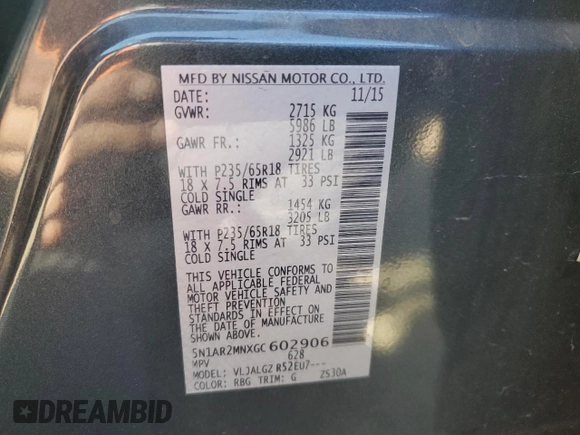 MFD BY NISSAN MOTOR CO., LTD.
DATE: 11/15
GVWR: 2715 KG
5986 LB
GAWR FR.: 1325 KG
2921 LB
WITH P235/65R18 TIRES
18 X 7.5 RIMS AT 33 PSI
COLD SINGLE
GAWR RR.: 1454 KG
3205 LB
WITH P235/65R18 TIRES
18 X 7.5 RIMS AT 33 PSI
COLD SINGLE
THIS VEHICLE CONFORMS TO
ALL APPLICABLE FEDERAL
MOTOR VEHICLE SAFETY AND
THEFT PREVENTION
STANDARDS IN EFFECT ON
THE DATE OF MANUFACTURE
SHOWN ABOVE.
5N1AR2MNXGC602906
MPV 628
MODEL: VLJALGZ R52EU7---
COLOR: RBG TRIM: G 2S30A
DREAMBID